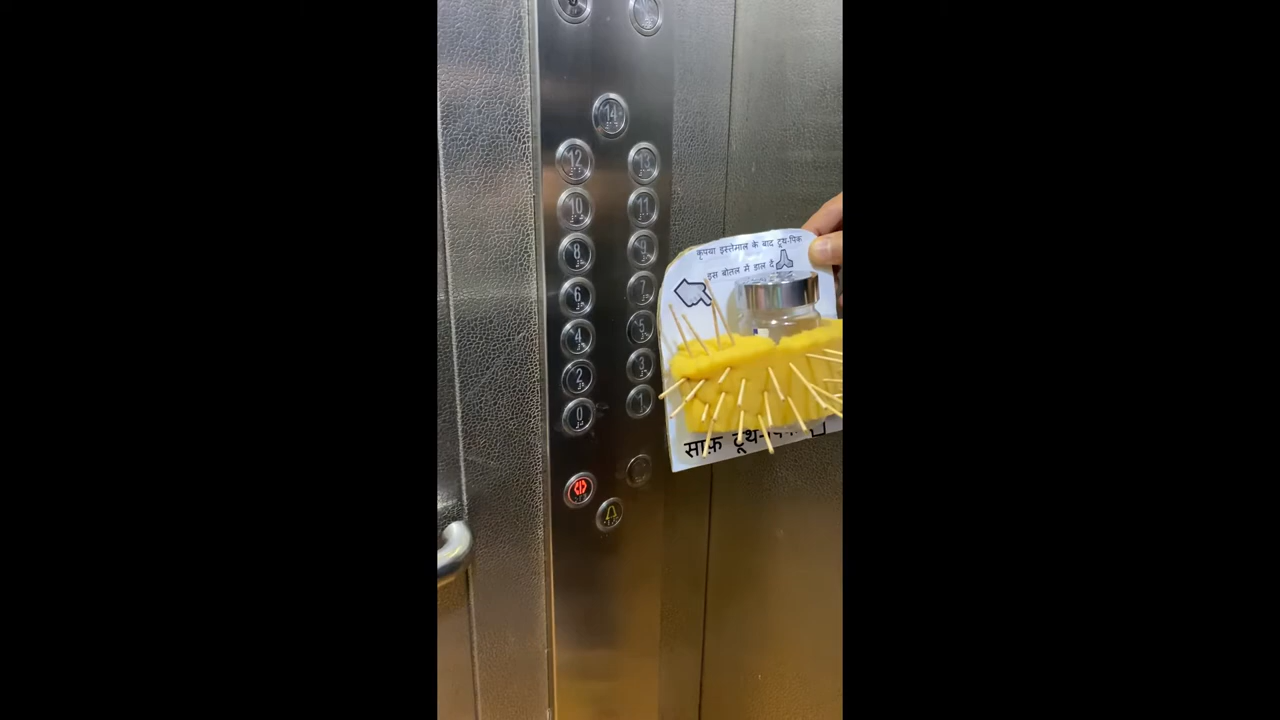 14
12 13
10 11
8 9
6 7
4 5
2 3
0 1
कृपया इस्तेमाल के बाद टूथ-पिक
इस बोतल में डाल दें
साफ़ टूथ-